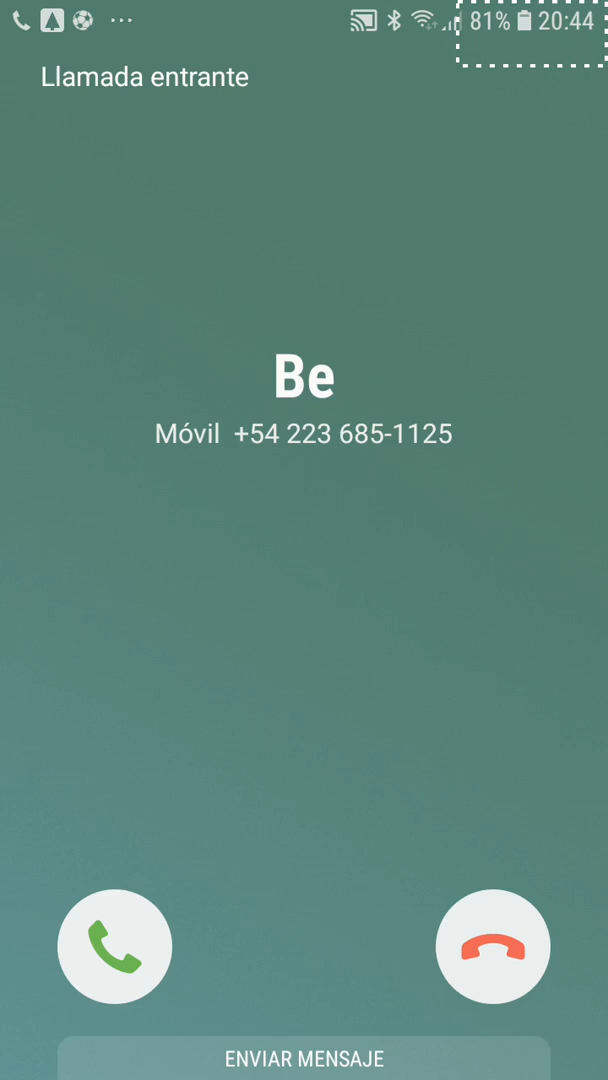 81% 20:44
Llamada entrante
Be
Móvil +54 223 685-1125
ENVIAR MENSAJE